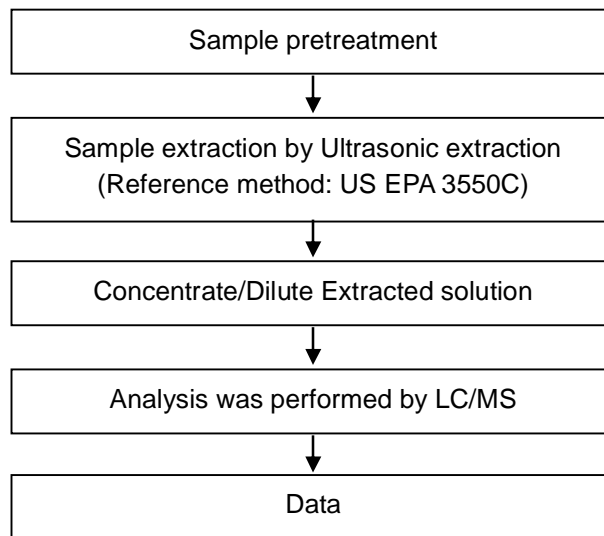 Sample pretreatment
Sample extraction by Ultrasonic extraction
(Reference method: US EPA 3550C)
Concentrate/Dilute Extracted solution
Analysis was performed by LC/MS
Data